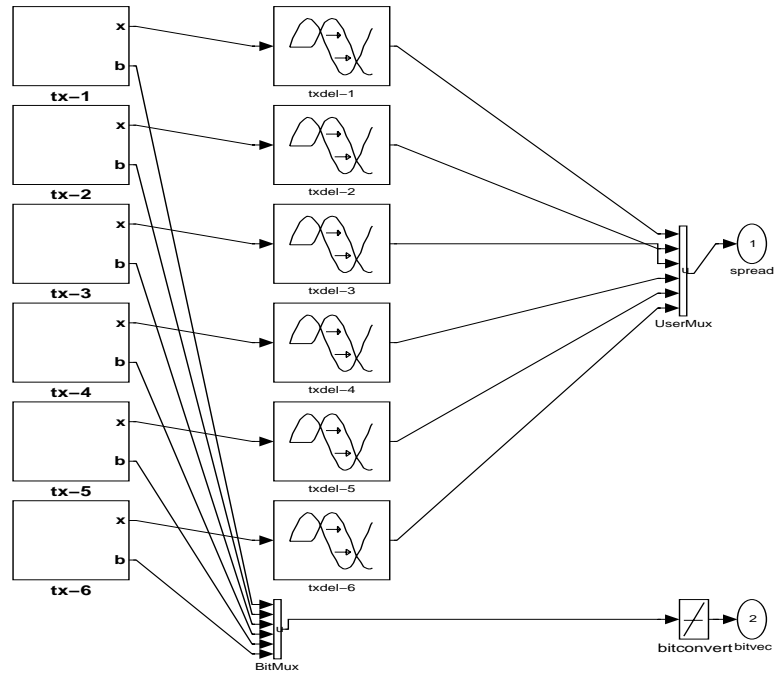 x
b
tx-1
txdel-1
x
b
tx-2
txdel-2
x
b
tx-3
txdel-3
x
b
tx-4
txdel-4
x
b
tx-5
txdel-5
x
b
tx-6
txdel-6
u
UserMux
1
spread
u
BitMux
bitconvert
2
bitvec